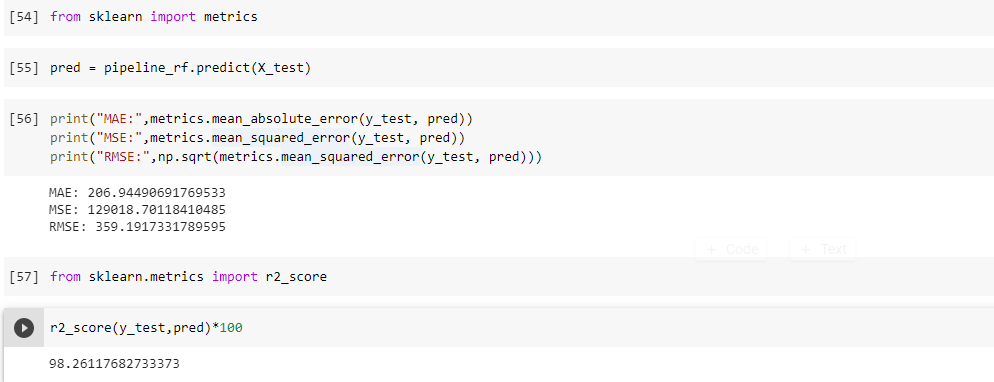 [54] from sklearn import metrics
[55] pred = pipeline_rf.predict(X_test)
[56] print("MAE:",metrics.mean_absolute_error(y_test, pred))
print("MSE:",metrics.mean_squared_error(y_test, pred))
print("RMSE:",np.sqrt(metrics.mean_squared_error(y_test, pred)))
MAE: 206.94490691769533
MSE: 129018.70118410485
RMSE: 359.1917331789595
+ Code + Text
[57] from sklearn.metrics import r2_score
r2_score(y_test,pred)*100
98.26117682733373